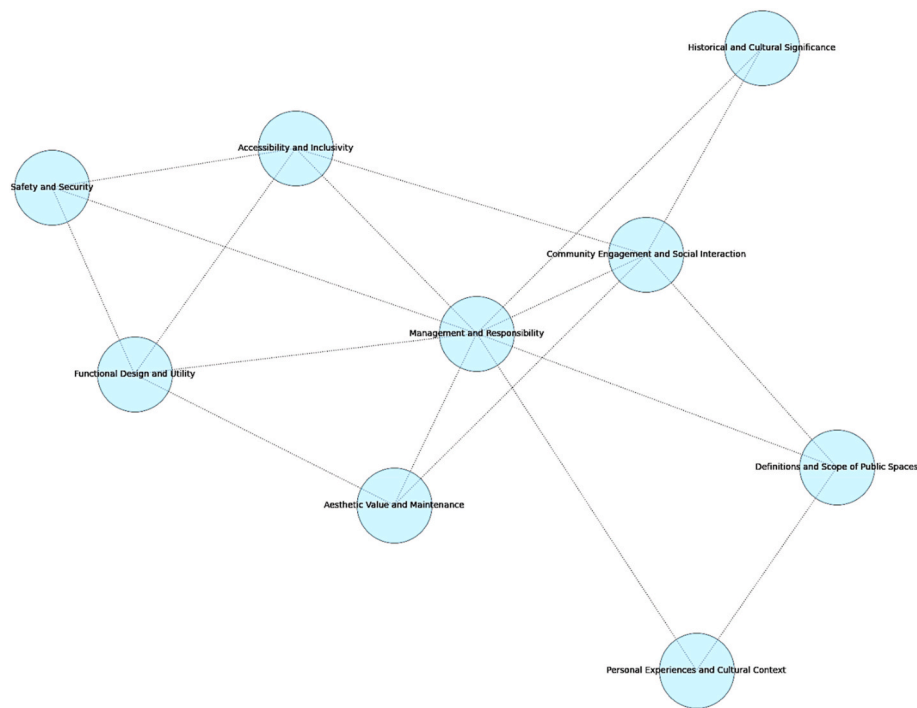 Historical and Cultural Significance
Accessibility and Inclusivity
Safety and Security
Community Engagement and Social Interaction
Management and Responsibility
Functional Design and Utility
Definitions and Scope of Public Spaces
Aesthetic Value and Maintenance
Personal Experiences and Cultural Context